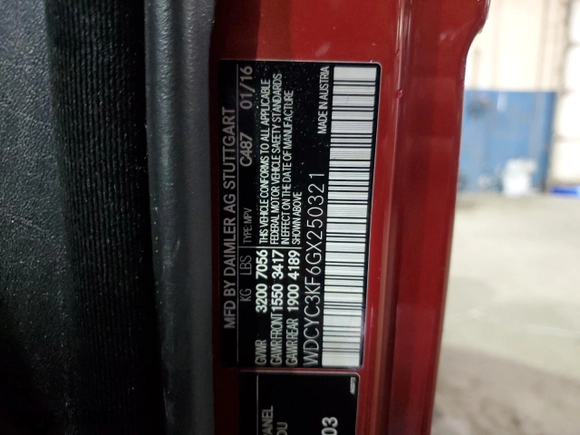 MFD BY DAIMLER AG STUTTGART
KG LBS C487 01/16
GVWR 3200 7056 TYPE MPV
GAWR FRONT 1550 3417 THIS VEHICLE CONFORMS TO ALL APPLICABLE
FEDERAL MOTOR VEHICLE SAFETY STANDARDS
IN EFFECT ON THE DATE OF MANUFACTURE
GAWR REAR 1900 4189 SHOWN ABOVE
WDCYC3KF6GX250321 MADE IN AUSTRIA
03